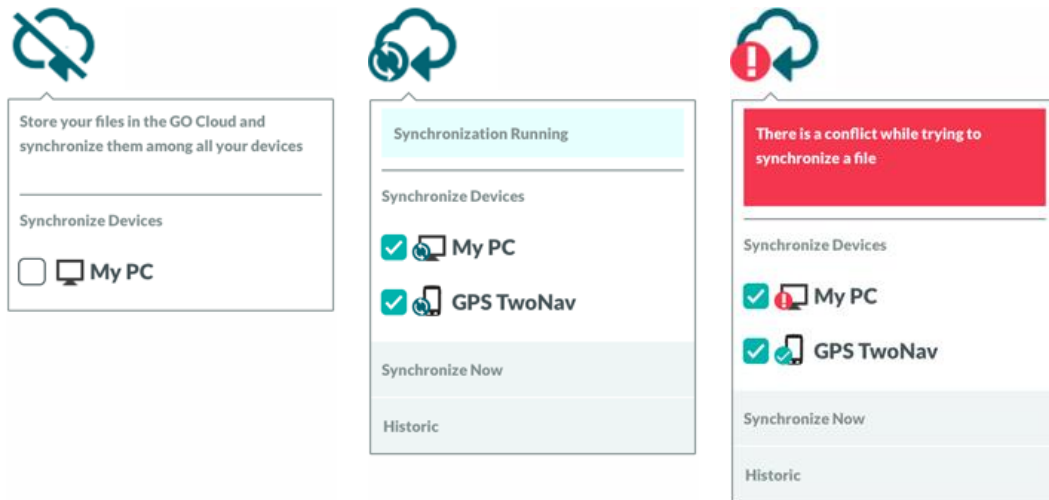 Store your files in the GO Cloud and
synchronize them among all your devices
Synchronize Devices
My PC
Synchronization Running
Synchronize Devices
My PC
GPS TwoNav
Synchronize Now
Historic
There is a conflict while trying to
synchronize a file
Synchronize Devices
My PC
GPS TwoNav
Synchronize Now
Historic